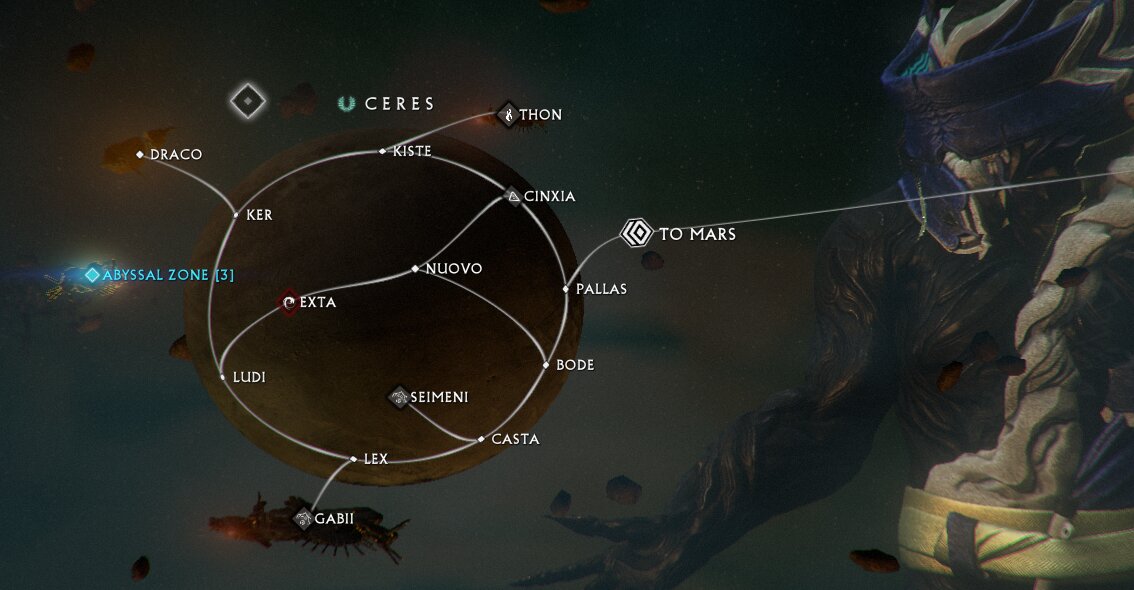 CERES
THON
KISTE
DRACO
CINXIA
KER
TO MARS
NUOVO
ABYSSAL ZONE [3]
PALLAS
EXTA
BODE
LUDI
SEIMENI
CASTA
LEX
GABII